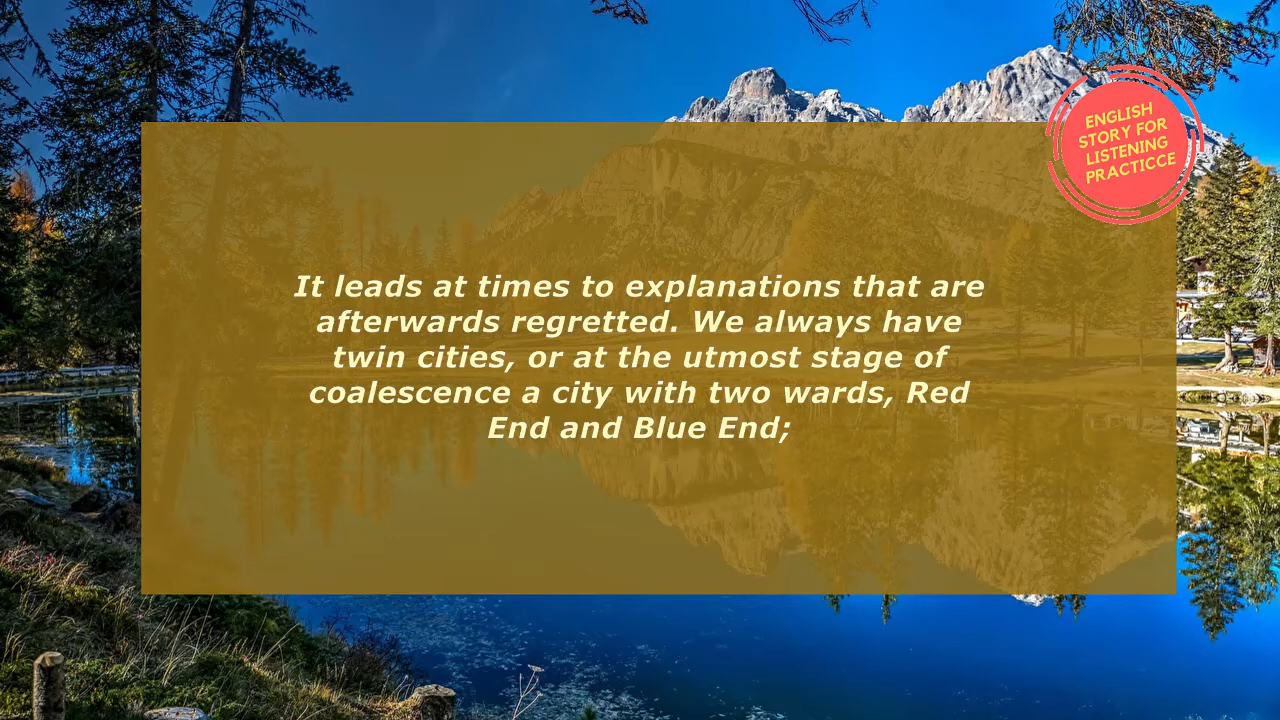 ENGLISH
STORY FOR
LISTENING
PRACTICCE
It leads at times to explanations that are
afterwards regretted. We always have
twin cities, or at the utmost stage of
coalescence a city with two wards, Red
End and Blue End;